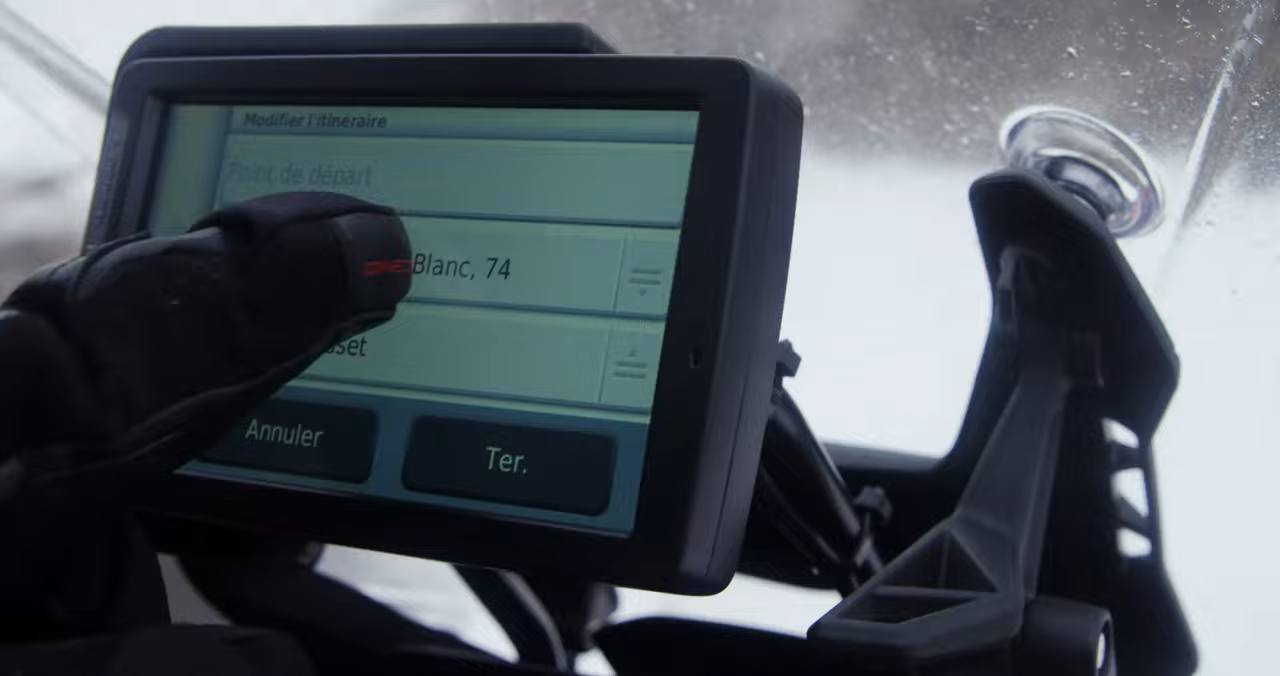 Modifier l'itinéraire
Point de départ
Blanc, 74
Annuler
Ter.